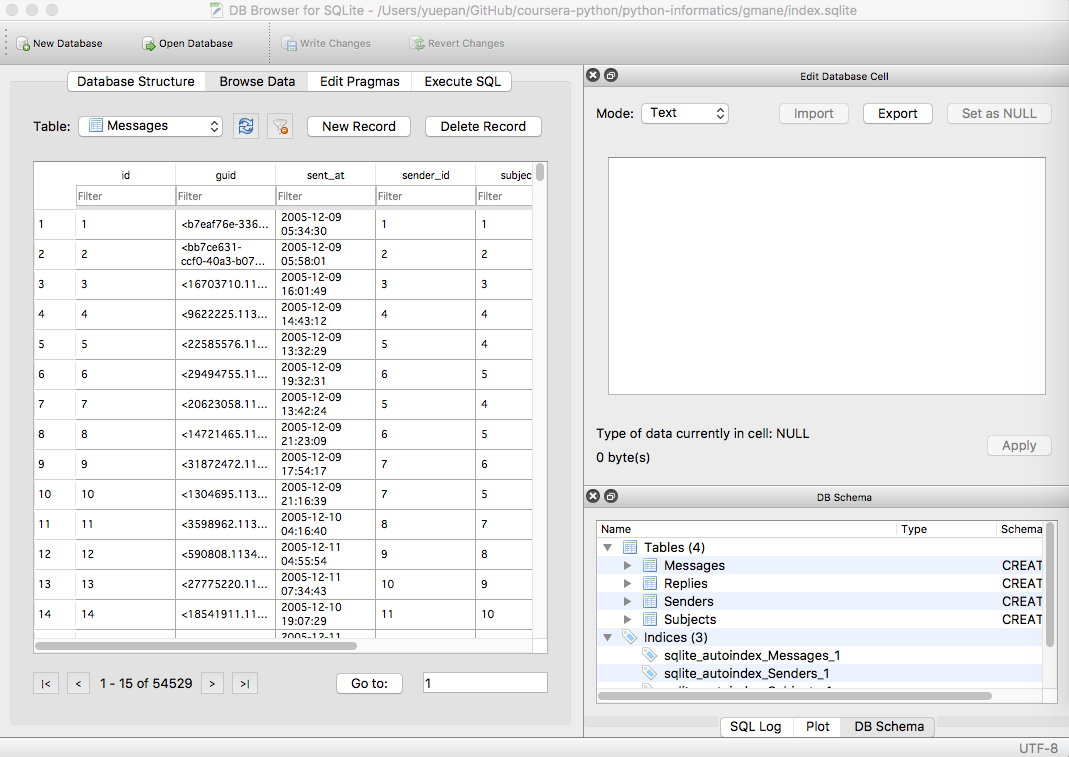 DB Browser for SQLite - /Users/yuepan/GitHub/coursera-python/python-informatics/gmane/index.sqlite
New Database Open Database Write Changes Revert Changes
Database Structure Browse Data Edit Pragmas Execute SQL
Table: Messages New Record Delete Record
id guid sent_at sender_id subjec
Filter Filter Filter Filter Filter
1 1 <b7eaf76e-336... 2005-12-09 05:34:30 1 1
2 2 <bb7ce631-ccf0-40a3-b07... 2005-12-09 05:58:01 2 2
3 3 <16703710.11... 2005-12-09 16:01:49 3 3
4 4 <9622225.113... 2005-12-09 14:43:12 4 4
5 5 <22585576.11... 2005-12-09 13:32:29 5 4
6 6 <29494755.11... 2005-12-09 19:32:31 6 5
7 7 <20623058.11... 2005-12-09 13:42:24 5 4
8 8 <14721465.11... 2005-12-09 21:23:09 6 5
9 9 <31872472.11... 2005-12-09 17:54:17 7 6
10 10 <1304695.113... 2005-12-09 21:16:39 7 5
11 11 <3598962.113... 2005-12-10 04:16:40 8 7
12 12 <590808.1134... 2005-12-11 04:55:54 9 8
13 13 <27775220.11... 2005-12-11 07:34:43 10 9
14 14 <18541911.11... 2005-12-10 19:07:29 11 10
2005-12-11
|< < 1 - 15 of 54529 > >| Go to: 1
Edit Database Cell
Mode: Text Import Export Set as NULL
Type of data currently in cell: NULL
0 byte(s)
Apply
DB Schema
Name Type Schema
Tables (4)
Messages CREAT
Replies CREAT
Senders CREAT
Subjects CREAT
Indices (3)
sqlite_autoindex_Messages_1
sqlite_autoindex_Senders_1
SQL Log Plot DB Schema
UTF-8